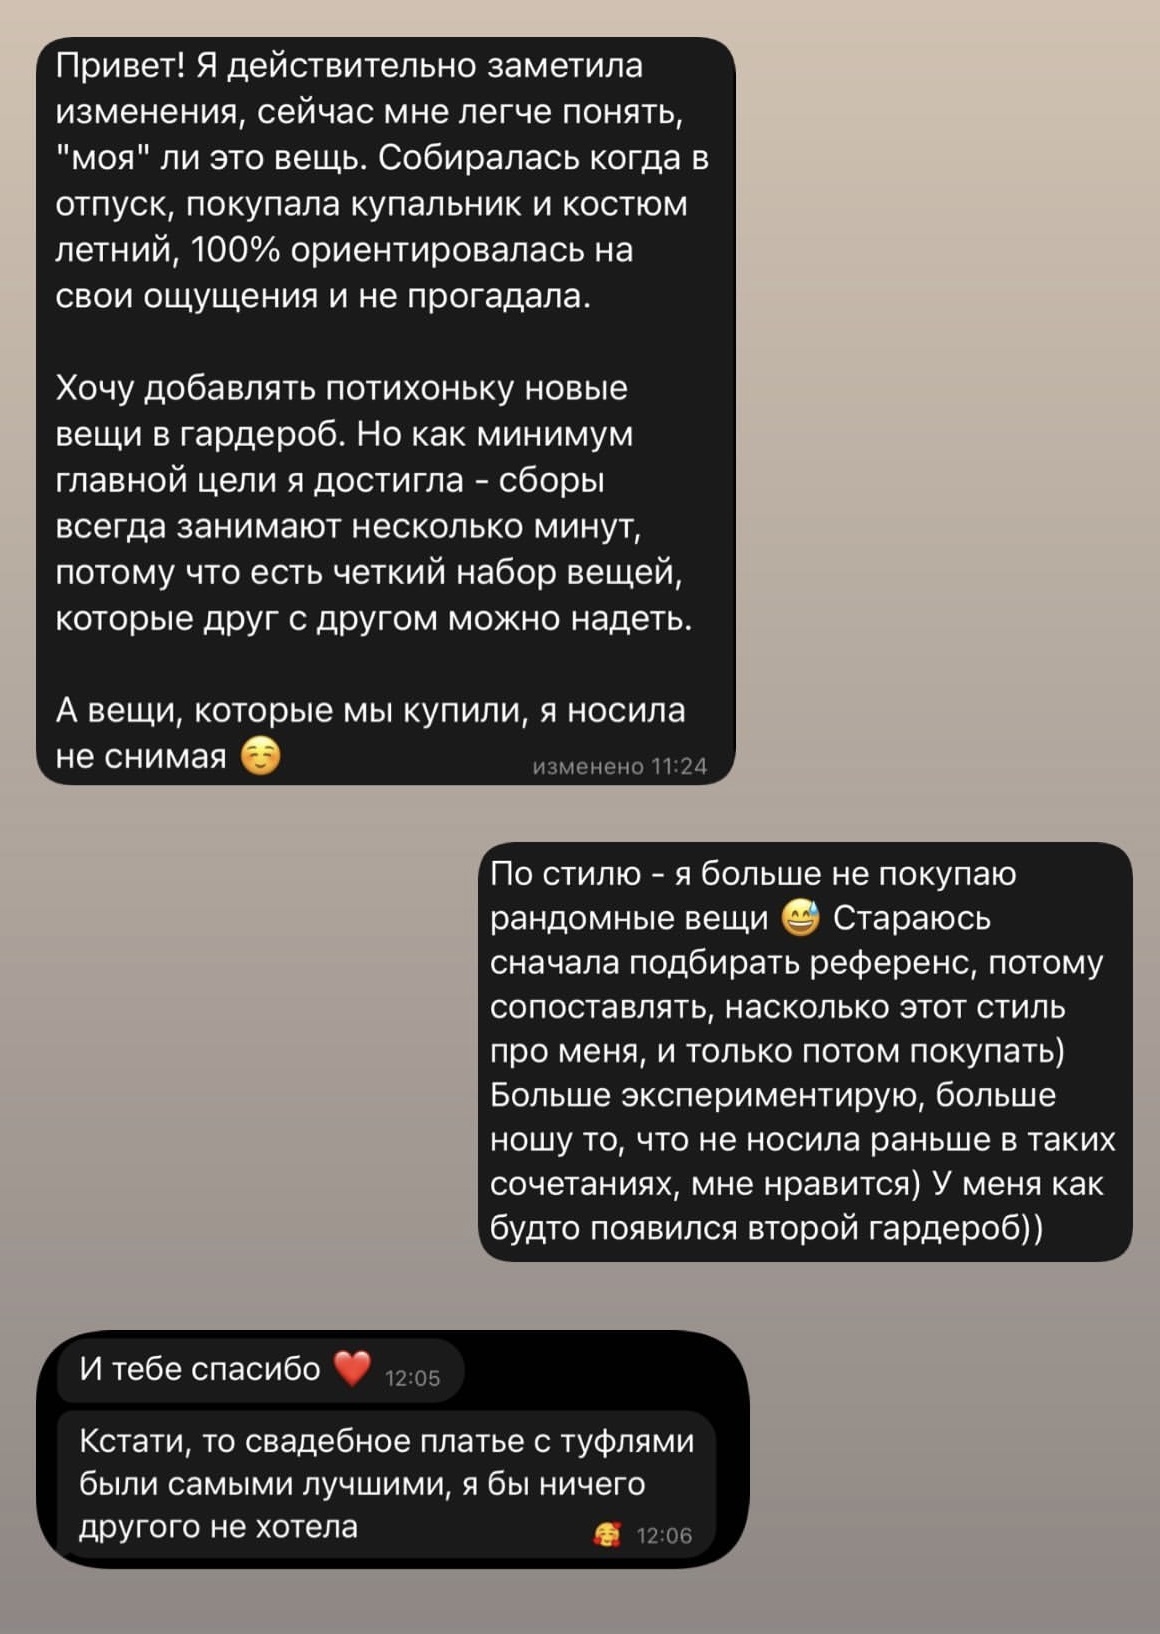 Привет! Я действительно заметила
изменения, сейчас мне легче понять,
"моя" ли это вещь. Собиралась когда в
отпуск, покупала купальник и костюм
летний, 100% ориентировалась на
свои ощущения и не прогадала.
Хочу добавлять потихоньку новые
вещи в гардероб. Но как минимум
главной цели я достигла - сборы
всегда занимают несколько минут,
потому что есть четкий набор вещей,
которые друг с другом можно надеть.
А вещи, которые мы купили, я носила
не снимая ☺️
изменено 11:24
По стилю - я больше не покупаю
рандомные вещи 😅 Стараюсь
сначала подбирать референс, потому
сопоставлять, насколько этот стиль
про меня, и только потом покупать)
Больше экспериментирую, больше
ношу то, что не носила раньше в таких
сочетаниях, мне нравится) У меня как
будто появился второй гардероб))
И тебе спасибо ❤️ 12:05
Кстати, то свадебное платье с туфлями
были самыми лучшими, я бы ничего
другого не хотела
🥰 12:06